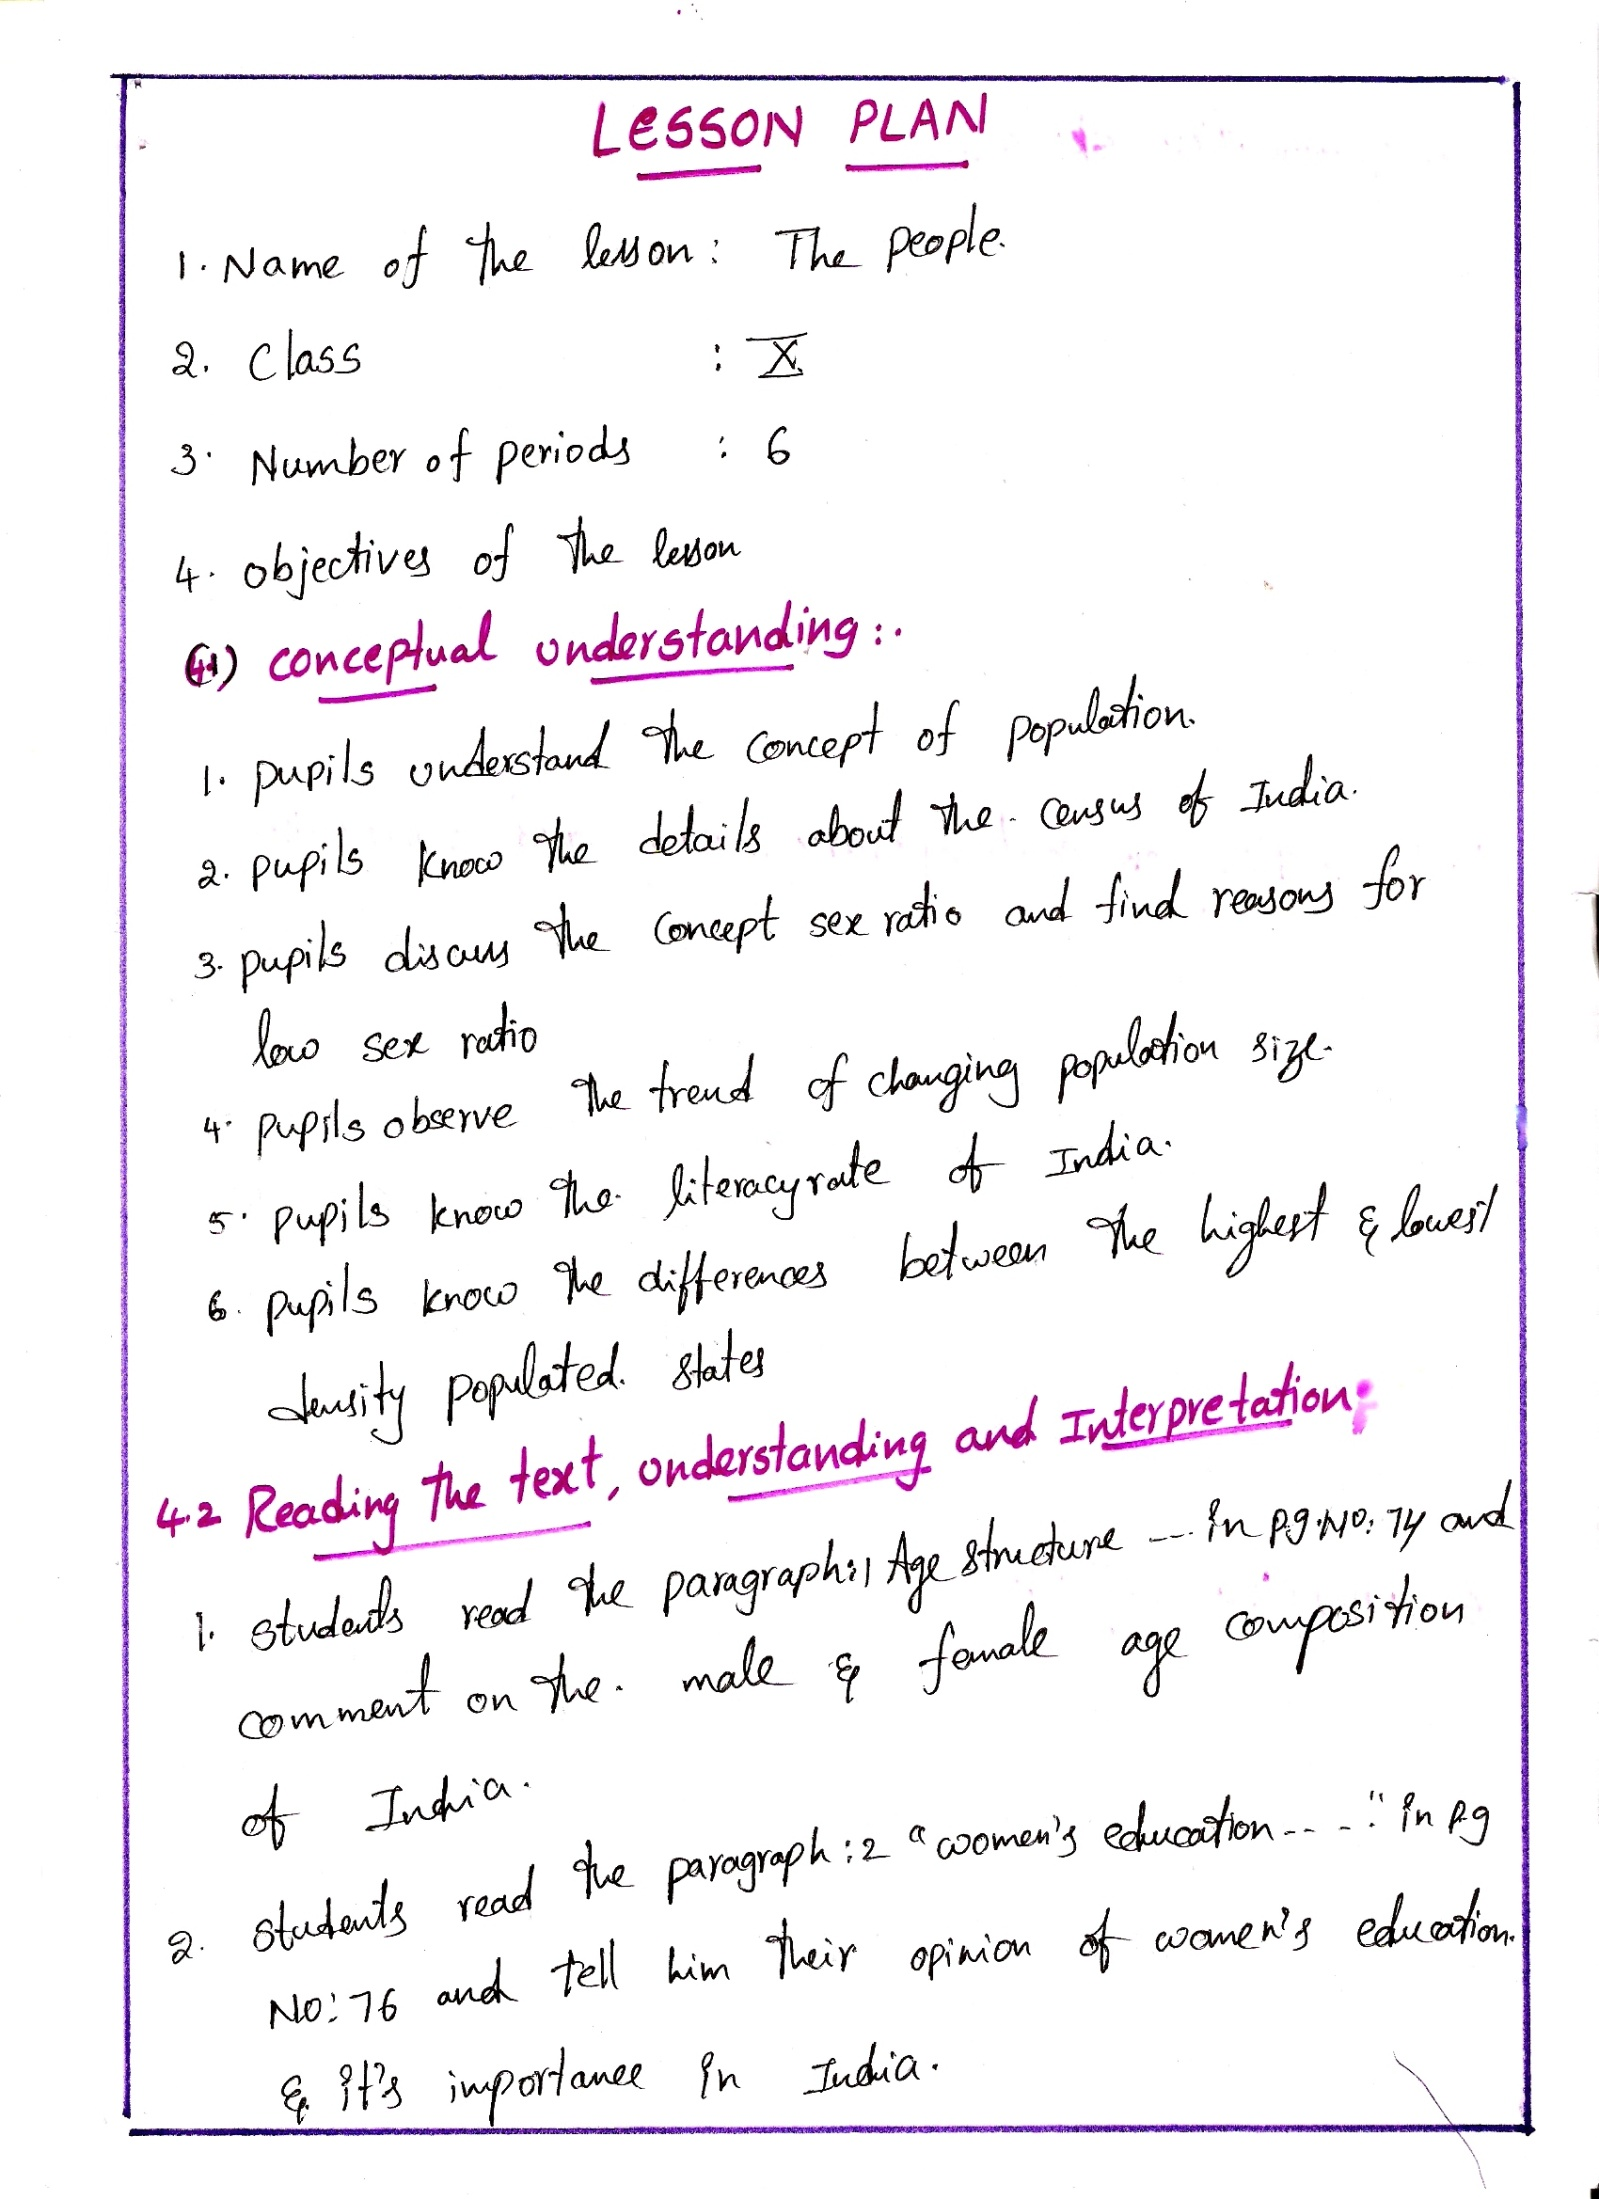 LESSON PLAN
1. Name of the lesson : The people.
2. Class : X
3. Number of periods : 6
4. objectives of the lesson
(4.1) conceptual understanding :.
1. pupils understand the concept of population.
2. pupils know the details about the census of India.
3. pupils discuss the concept sex ratio and find reasons for
low sex ratio
4. pupils observe the trend of changing population size.
5. pupils know the literacy rate of India.
6. pupils know the differences between the highest & lowest
density populated. states
4.2 Reading the text, understanding and Interpretation:
1. students read the paragraph:1 Age structure --- in pg.No: 74 and
comment on the. male & female age composition
of India.
2. students read the paragraph:2 "women's education...." in pg
No: 76 and tell him their opinion of women's education.
& it's importance in India.